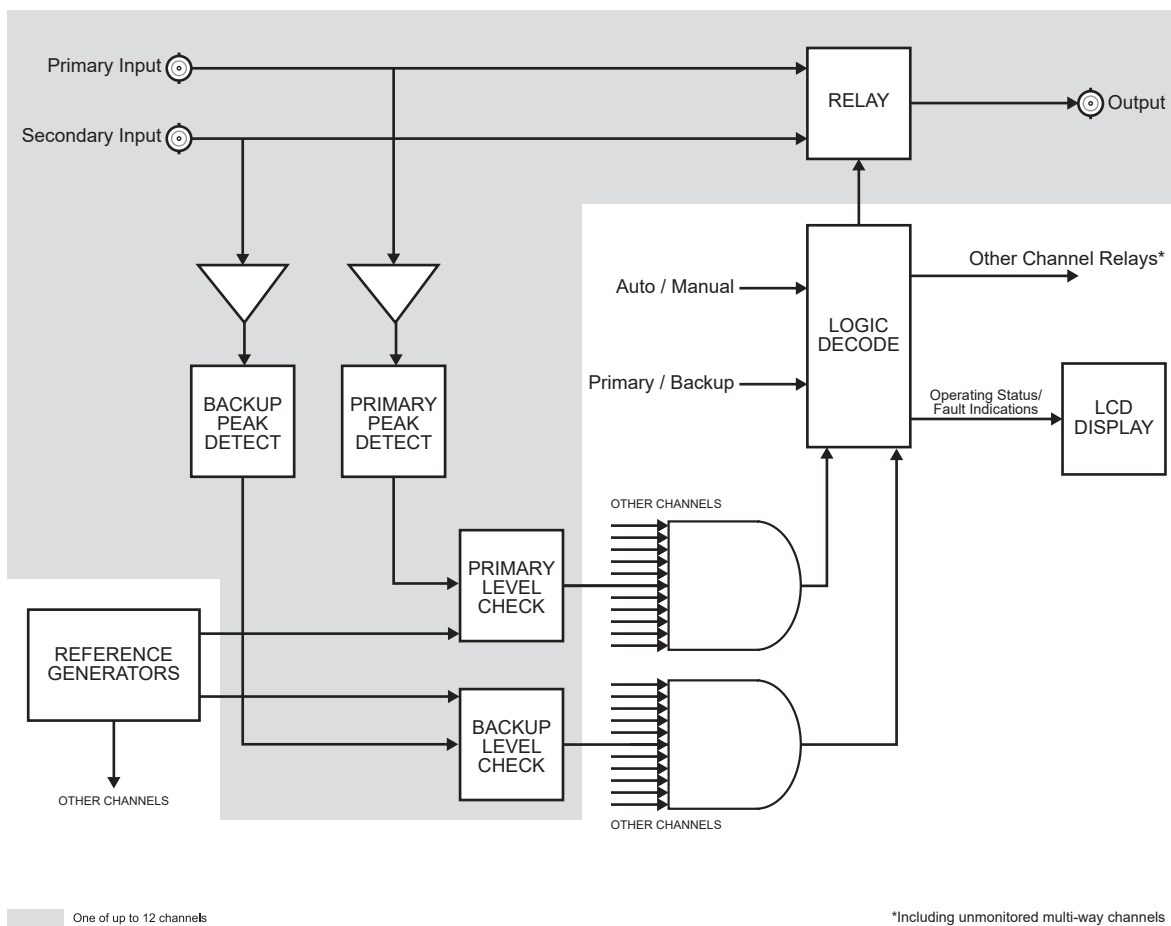 Primary Input
RELAY
Output
Secondary Input
Other Channel Relays*
Auto / Manual
LOGIC
DECODE
Primary / Backup
Operating Status/
Fault Indications
LCD
DISPLAY
BACKUP
PEAK
DETECT
PRIMARY
PEAK
DETECT
OTHER CHANNELS
PRIMARY
LEVEL
CHECK
REFERENCE
GENERATORS
BACKUP
LEVEL
CHECK
OTHER CHANNELS
OTHER CHANNELS
One of up to 12 channels
*Including unmonitored multi-way channels